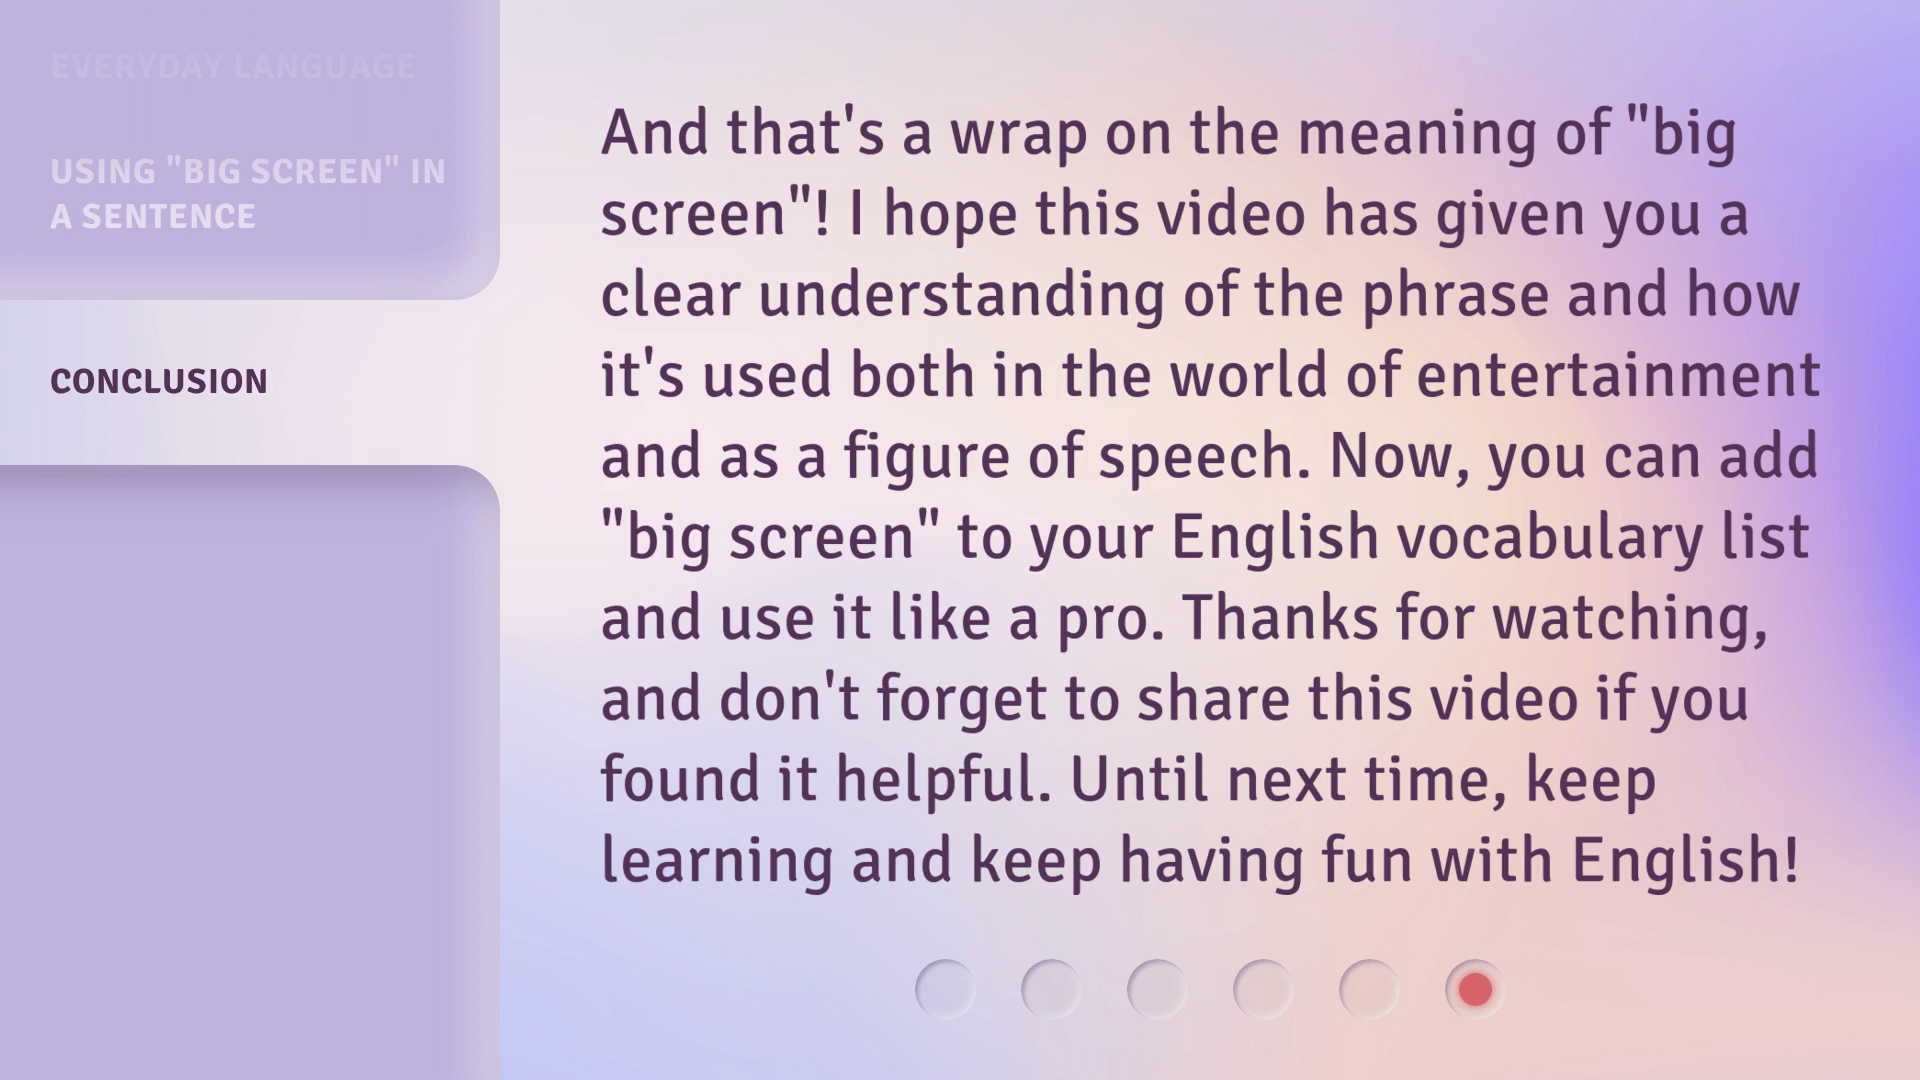 EVERYDAY LANGUAGE
USING "BIG SCREEN" IN
A SENTENCE
CONCLUSION
And that's a wrap on the meaning of "big
screen"! I hope this video has given you a
clear understanding of the phrase and how
it's used both in the world of entertainment
and as a figure of speech. Now, you can add
"big screen" to your English vocabulary list
and use it like a pro. Thanks for watching,
and don't forget to share this video if you
found it helpful. Until next time, keep
learning and keep having fun with English!